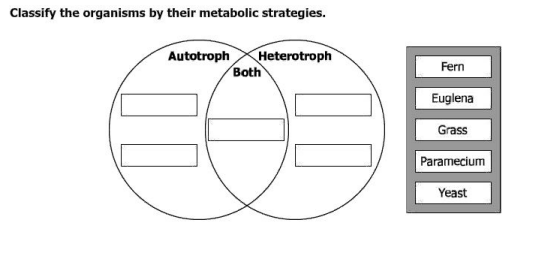 Classify the organisms by their metabolic strategies.
Autotroph
Heterotroph
Both
Fern
Euglena
Grass
Paramecium
Yeast